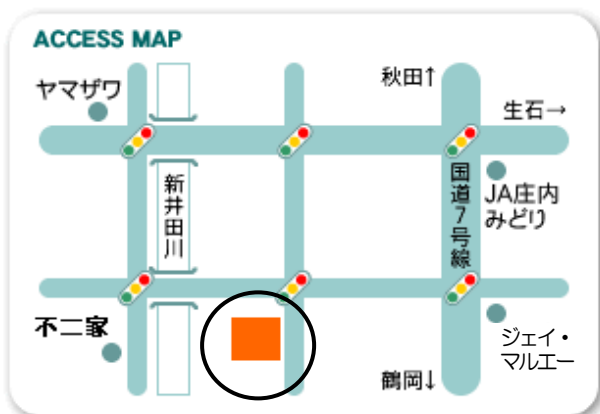 ACCESS MAP
ヤマザワ
秋田↑
生石→
新井田川
国道7号線
JA庄内
みどり
不二家
ジェイ・
マルエー
鶴岡↓